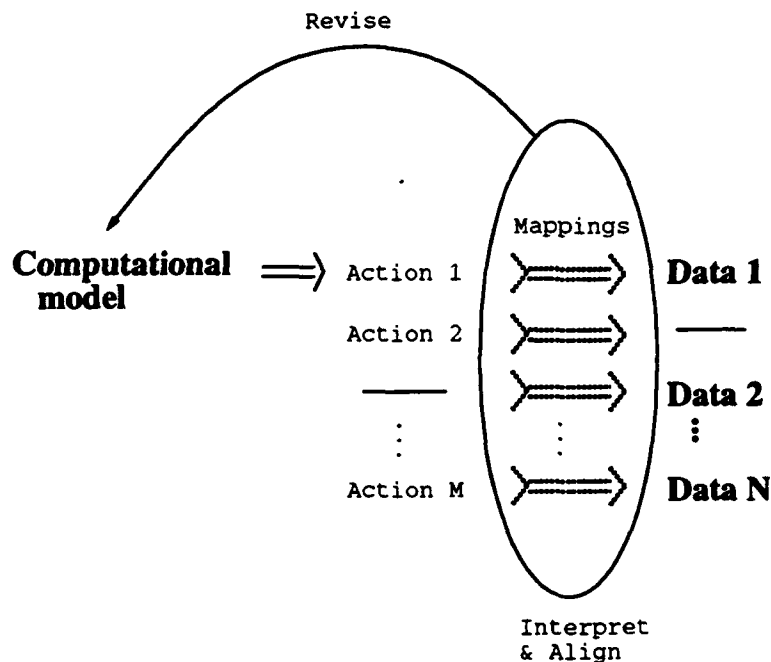 Revise
Mappings
Computational
model
Action 1
Data 1
Action 2
Data 2
Action M
Data N
Interpret
& Align